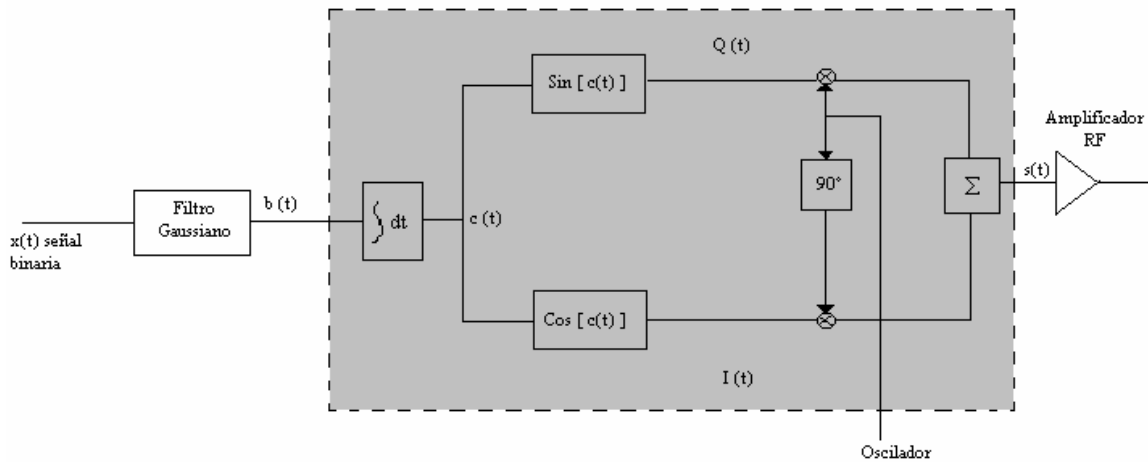 Q (t)
Sin [ c(t) ]
Amplificador
RF
s(t)
90°
Σ
Filtro
Gaussiano
b (t)
∫ dt
c (t)
x(t) señal
binaria
Cos [ c(t) ]
I (t)
Oscilador